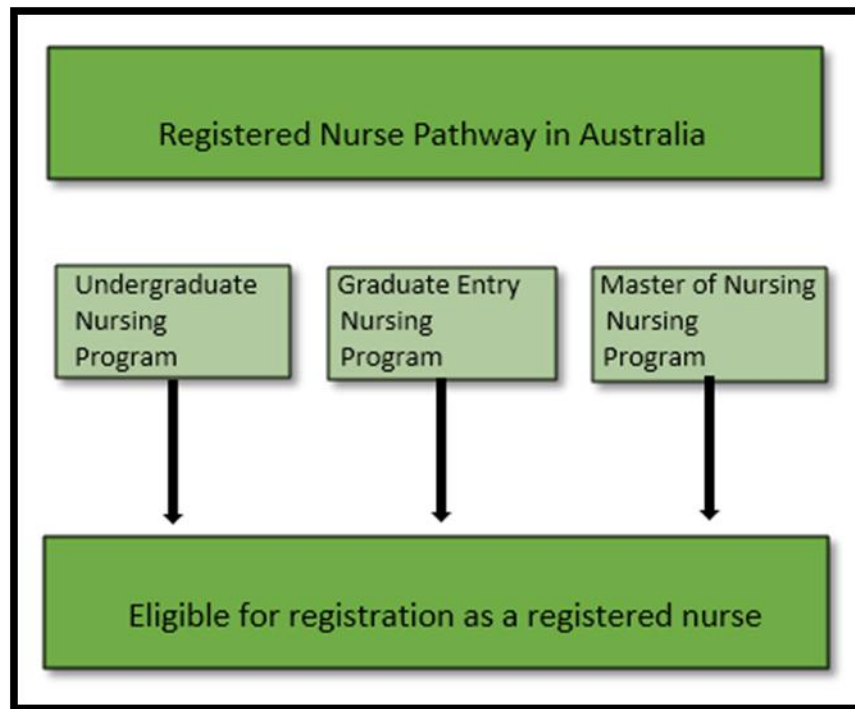 Registered Nurse Pathway in Australia
Undergraduate
Nursing
Program
Graduate Entry
Nursing
Program
Master of Nursing
Nursing
Program
Eligible for registration as a registered nurse